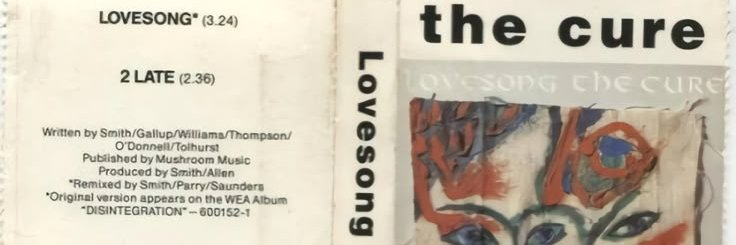 LOVESONG* (3.24)
2 LATE (2.36)
Written by Smith/Gallup/Williams/Thompson/
O'Donnell/Tolhurst
Published by Mushroom Music
Produced by Smith/Allen
*Remixed by Smith/Parry/Saunders
*Original version appears on the WEA Album
"DISINTEGRATION" – 600152-1
Lovesong
the cure
LOVESONG THE CURE